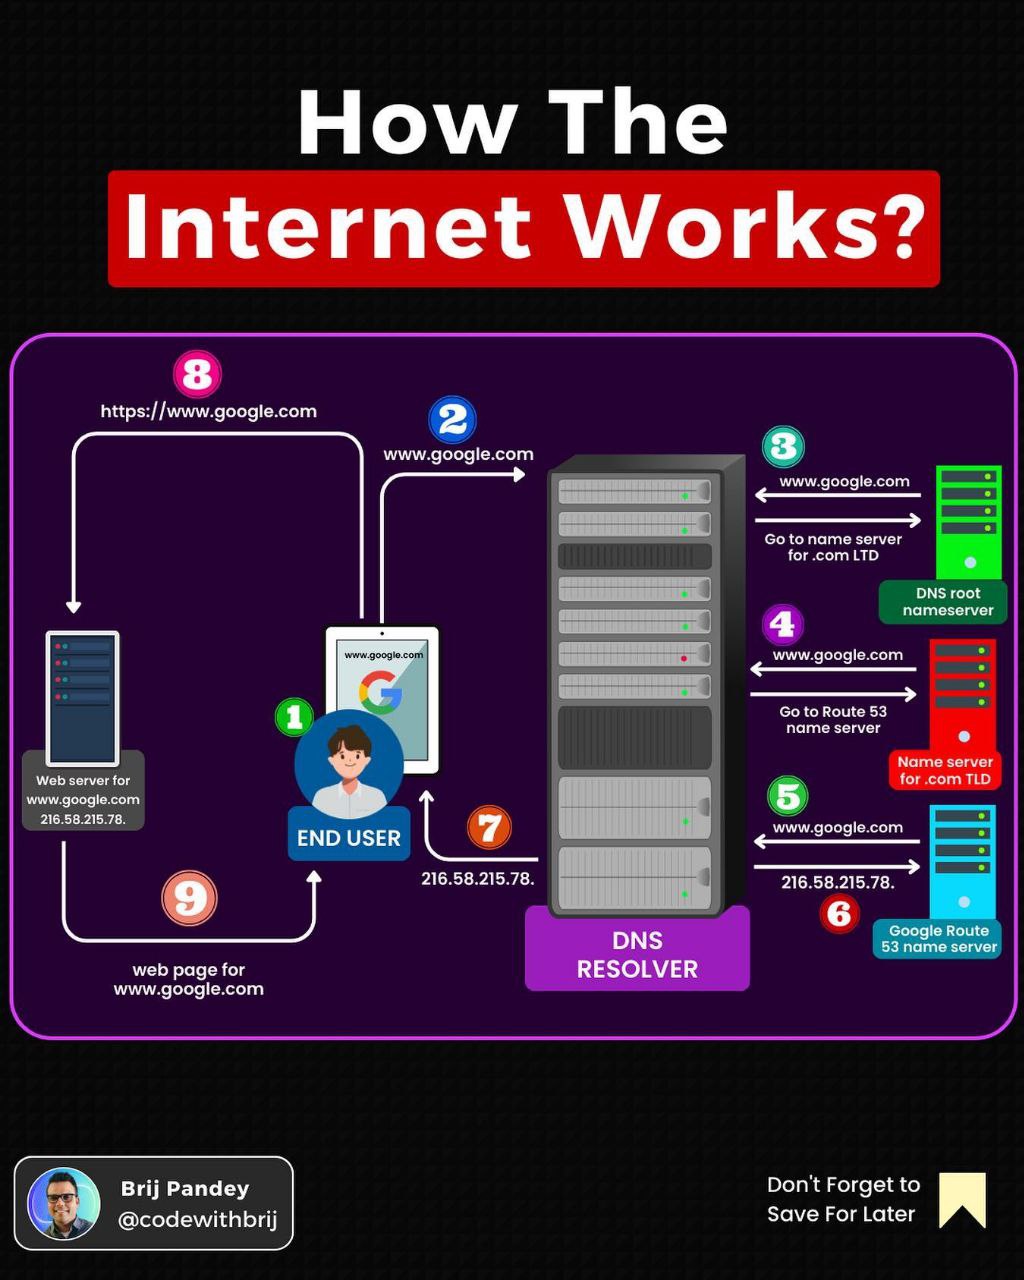 How The
Internet Works?
8
https://www.google.com
2
www.google.com
3
www.google.com
Go to name server
for .com LTD
DNS root
nameserver
4
www.google.com
Go to Route 53
name server
Name server
for .com TLD
5
www.google.com
216.58.215.78.
6
Google Route
53 name server
www.google.com
G
1
END USER
Web server for
www.google.com
216.58.215.78.
7
216.58.215.78.
9
web page for
www.google.com
DNS
RESOLVER
Brij Pandey
@codewithbrij
Don't Forget to
Save For Later